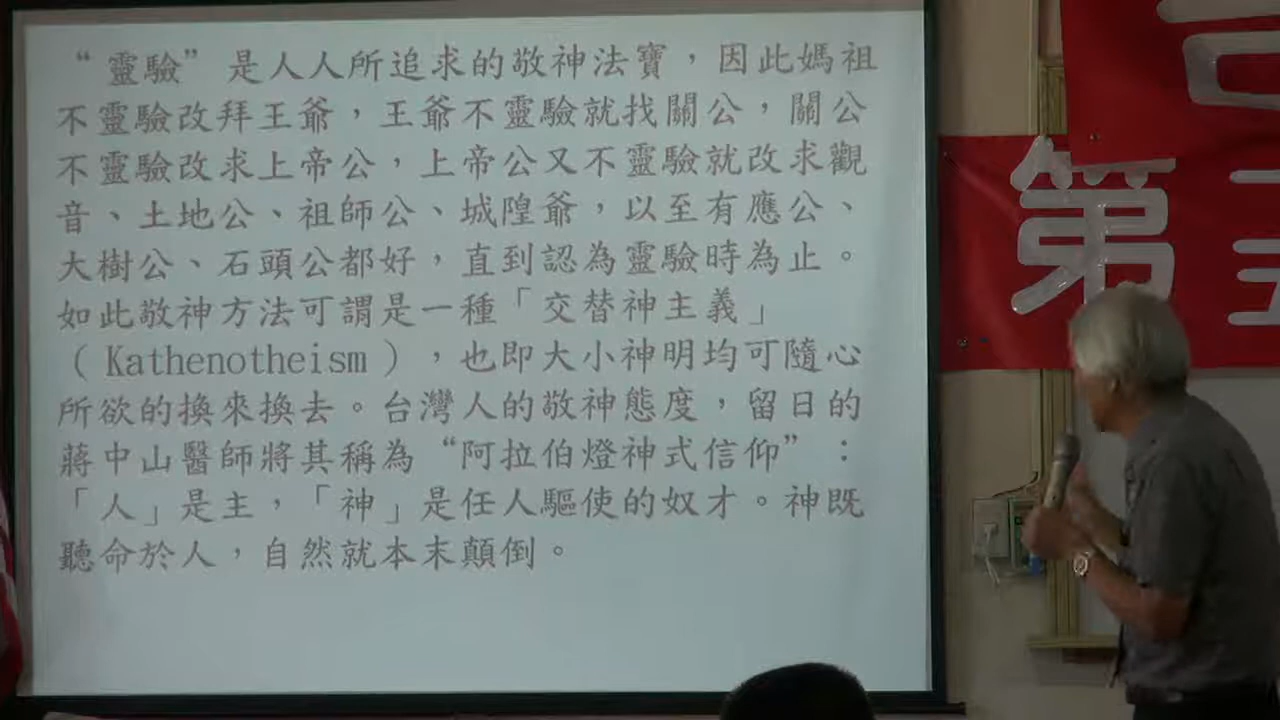 “靈驗”是人人所追求的敬神法寶，因此媽祖
不靈驗改拜王爺，王爺不靈驗就找關公，關公
不靈驗改求上帝公，上帝公又不靈驗就改求觀
音、土地公、祖師公、城隍爺，以至有應公、
大樹公、石頭公都好，直到認為靈驗時為止。
如此敬神方法可謂是一種「交替神主義」
（Kathenotheism），也即大小神明均可隨心
所欲的換來換去。台灣人的敬神態度，留日的
蔣中山醫師將其稱為“阿拉伯燈神式信仰”：
「人」是主，「神」是任人驅使的奴才。神既
聽命於人，自然就本末顛倒。
第